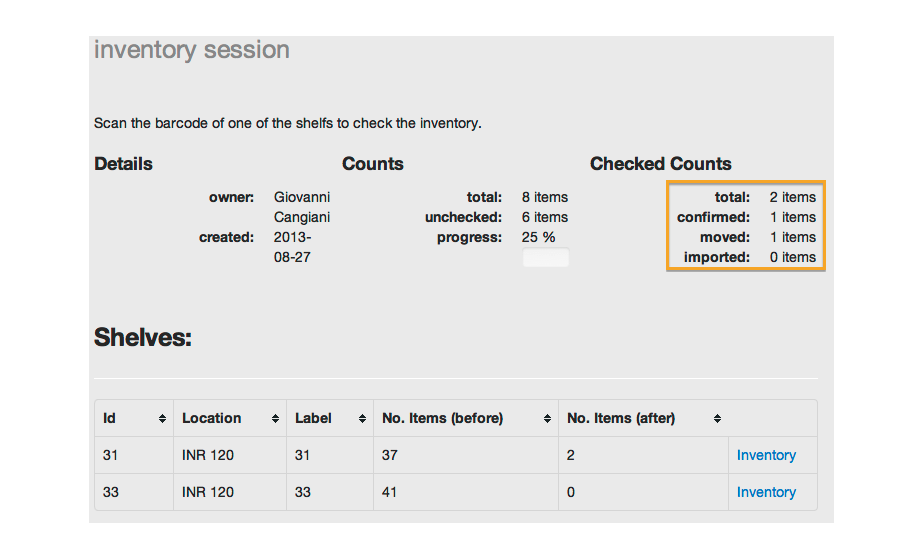 inventory session
Scan the barcode of one of the shelfs to check the inventory.
Details Counts Checked Counts
owner: Giovanni total: 8 items total: 2 items
Cangiani unchecked: 6 items confirmed: 1 items
created: 2013- progress: 25 % moved: 1 items
08-27 imported: 0 items
Shelves:
Id Location Label No. Items (before) No. Items (after)
31 INR 120 31 37 2 Inventory
33 INR 120 33 41 0 Inventory